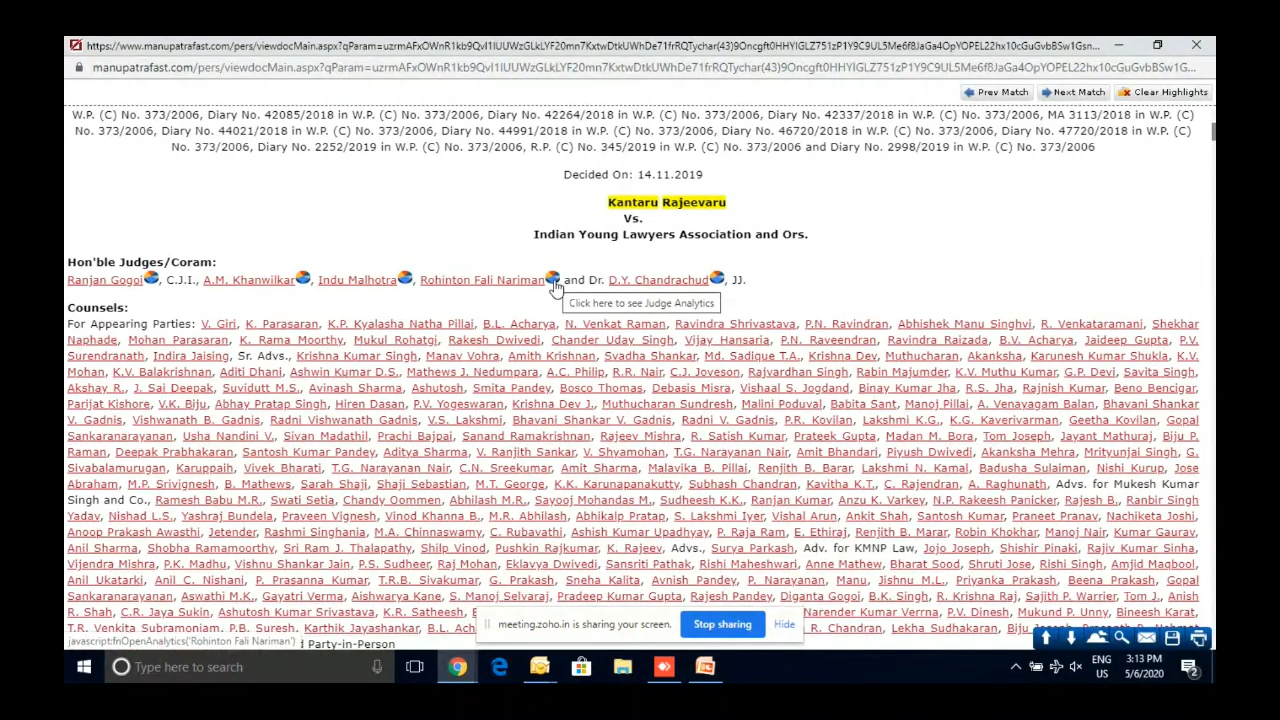 https://www.manupatrafast.com/pers/viewdocMain.aspx?qParam=
manupatrafast.com/pers/viewdocMain.aspx?qParam=
Prev Match Next Match Clear Highlights
W.P. (C) No. 373/2006, Diary No. 42085/2018 in W.P. (C) No. 373/2006, Diary No. 42264/2018 in W.P. (C) No. 373/2006, Diary No. 42337/2018 in W.P. (C) No. 373/2006, MA 3113/2018 in W.P. (C)
No. 373/2006, Diary No. 44021/2018 in W.P. (C) No. 373/2006, Diary No. 44991/2018 in W.P. (C) No. 373/2006, Diary No. 46720/2018 in W.P. (C) No. 373/2006, Diary No. 47720/2018 in W.P. (C)
No. 373/2006, Diary No. 2252/2019 in W.P. (C) No. 373/2006, R.P. (C) No. 345/2019 in W.P. (C) No. 373/2006 and Diary No. 2998/2019 in W.P. (C) No. 373/2006
Decided On: 14.11.2019
Kantaru Rajeevaru
Vs.
Indian Young Lawyers Association and Ors.
Hon'ble Judges/Coram:
Ranjan Gogoi, C.J.I., A.M. Khanwilkar, Indu Malhotra, Rohinton Fali Nariman and Dr. D.Y. Chandrachud, JJ.
Click here to see Judge Analytics
Counsels:
For Appearing Parties: V. Giri, K. Parasaran, K.P. Kyalasha Natha Pillai, B.L. Acharya, N. Venkat Raman, Ravindra Shrivastava, P.N. Ravindran, Abhishek Manu Singhvi, R. Venkataramani, Shekhar
Naphade, Mohan Parasaran, K. Rama Moorthy, Mukul Rohatgi, Rakesh Dwivedi, Chander Uday Singh, Vijay Hansaria, P.N. Raveendran, Ravindra Raizada, B.V. Acharya, Jaideep Gupta, P.V.
Surendranath, Indira Jaising, Sr. Advs., Krishna Kumar Singh, Manav Vohra, Amith Krishnan, Svadha Shankar, Md. Sadique T.A., Krishna Dev, Muthucharan, Akanksha, Karunesh Kumar Shukla, K.V.
Mohan, K.V. Balakrishnan, Aditi Dhani, Ashwin Kumar D.S., Mathews J. Nedumpara, A.C. Philip, R.R. Nair, C.J. Joveson, Rajvardhan Singh, Rabin Majumder, K.V. Muthu Kumar, G.P. Devi, Savita Singh,
Akshay R., J. Sai Deepak, Suvidutt M.S., Avinash Sharma, Ashutosh, Smita Pandey, Bosco Thomas, Debasis Misra, Vishaal S. Jogdand, Binay Kumar Jha, R.S. Jha, Rajnish Kumar, Beno Bencigar,
Parijat Kishore, V.K. Biju, Abhay Pratap Singh, Hiren Dasan, P.V. Yogeswaran, Krishna Dev J., Muthucharan Sundresh, Malini Poduval, Babita Sant, Manoj Pillai, A. Venayagam Balan, Bhavani Shankar
V. Gadnis, Vishwanath B. Gadnis, Radni Vishwanath Gadnis, V.S. Lakshmi, Bhavani Shankar V. Gadnis, Radni V. Gadnis, P.R. Kovilan, Lakshmi K.G., K.G. Kaverivarman, Geetha Kovilan, Gopal
Sankaranarayanan, Usha Nandini V., Sivan Madathil, Prachi Bajpai, Sanand Ramakrishnan, Rajeev Mishra, R. Satish Kumar, Prateek Gupta, Madan M. Bora, Tom Joseph, Jayant Mathuraj, Biju P.
Raman, Deepak Prabhakaran, Santosh Kumar Pandey, Aditya Sharma, V. Ranjith Sankar, V. Shyamohan, T.G. Narayanan Nair, Amit Bhandari, Piyush Dwivedi, Akanksha Mehra, Mrityunjai Singh, G.
Sivabalamurugan, Karuppaih, Vivek Bharati, T.G. Narayanan Nair, C.N. Sreekumar, Amit Sharma, Malavika B. Pillai, Renjith B. Barar, Lakshmi N. Kamal, Badusha Sulaiman, Nishi Kurup, Jose
Abraham, M.P. Srivignesh, B. Mathews, Sarah Shaji, Shaji Sebastian, M.T. George, K.K. Karunapanakutty, Subhash Chandran, Kavitha K.T., C. Rajendran, A. Raghunath, Advs. for Mukesh Kumar
Singh and Co., Ramesh Babu M.R., Swati Setia, Chandy Oommen, Abhilash M.R., Sayooj Mohandas M., Sudheesh K.K., Ranjan Kumar, Anzu K. Varkey, N.P. Rakeesh Panicker, Rajesh B., Ranbir Singh
Yadav, Nishad L.S., Yashraj Bundela, Praveen Vignesh, Vinod Khanna B., M.R. Abhilash, Abhikalp Pratap, S. Lakshmi Iyer, Vishal Arun, Ankit Shah, Santosh Kumar, Praneet Pranav, Nachiketa Joshi,
Anoop Prakash Awasthi, Jetender, Rashmi Singhania, M.A. Chinnaswamy, C. Rubavathi, Ashish Kumar Upadhyay, P. Raja Ram, E. Ethiraj, Renjith B. Marar, Robin Khokhar, Manoj Nair, Kumar Gaurav,
Anil Sharma, Shobha Ramamoorthy, Sri Ram J. Thalapathy, Shilp Vinod, Pushkin Rajkumar, K. Rajeev, Advs., Surya Parkash, Adv. for KMNP Law, Jojo Joseph, Shishir Pinaki, Rajiv Kumar Sinha,
Vijendra Mishra, P.K. Madhu, Vishnu Shankar Jain, P.S. Sudheer, Raj Mohan, Eklavya Dwivedi, Sansriti Pathak, Rishi Maheshwari, Anne Mathew, Bharat Sood, Shruti Jose, Rishi Singh, Amjid Maqbool,
Anil Ukatarki, Anil C. Nishani, P. Prasanna Kumar, T.R.B. Sivakumar, G. Prakash, Sneha Kalita, Avnish Pandey, P. Narayanan, Manu, Jishnu M.L., Priyanka Prakash, Beena Prakash, Gopal
Sankaranarayanan, Aswathi M.K., Gayatri Verma, Aishwarya Kane, S. Manoj Selvaraj, Pradeep Kumar Gupta, Rajesh Pandey, Diganta Gogoi, B.K. Singh, R. Krishna Raj, Sajith P. Warrier, Tom J., Anish
R. Shah, C.R. Jaya Sukin, Ashutosh Kumar Srivastava, K.R. Satheesh Narender Kumar Verrna, P.V. Dinesh, Mukund P. Unny, Bineesh Karat,
T.R. Venkita Subramoniam, P.B. Suresh, Karthik Jayashankar, B.L. R. Chandran, Lekha Sudhakaran,
Party-in-Person
meeting.zoho.in is sharing your screen. Stop sharing Hide
javascript:fnOpenAnalytics('Rohinton Fali Nariman')
Type here to search
ENG
US
3:13 PM
5/6/2020
2